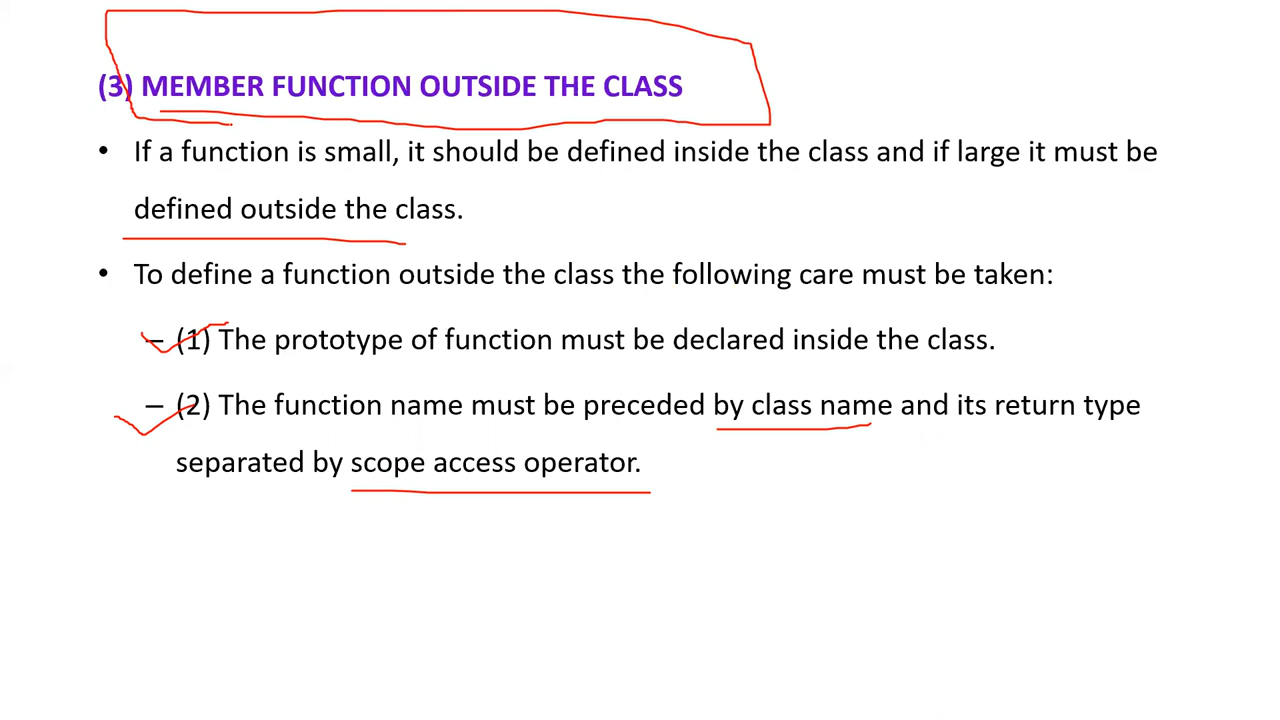 (3) MEMBER FUNCTION OUTSIDE THE CLASS
• If a function is small, it should be defined inside the class and if large it must be
defined outside the class.
• To define a function outside the class the following care must be taken:
– (1) The prototype of function must be declared inside the class.
– (2) The function name must be preceded by class name and its return type
separated by scope access operator.